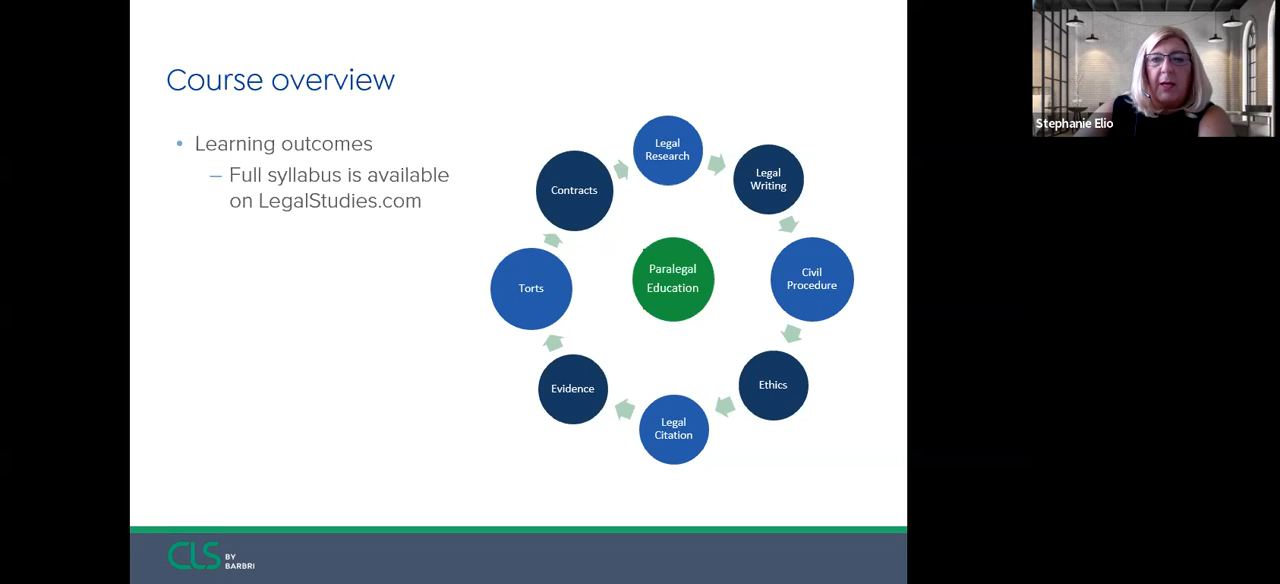 Course overview
• Learning outcomes
– Full syllabus is available
on LegalStudies.com
Legal
Research
Legal
Writing
Civil
Procedure
Ethics
Legal
Citation
Evidence
Torts
Contracts
Paralegal
Education
CLS BY
BARBRI
Stephanie Elio